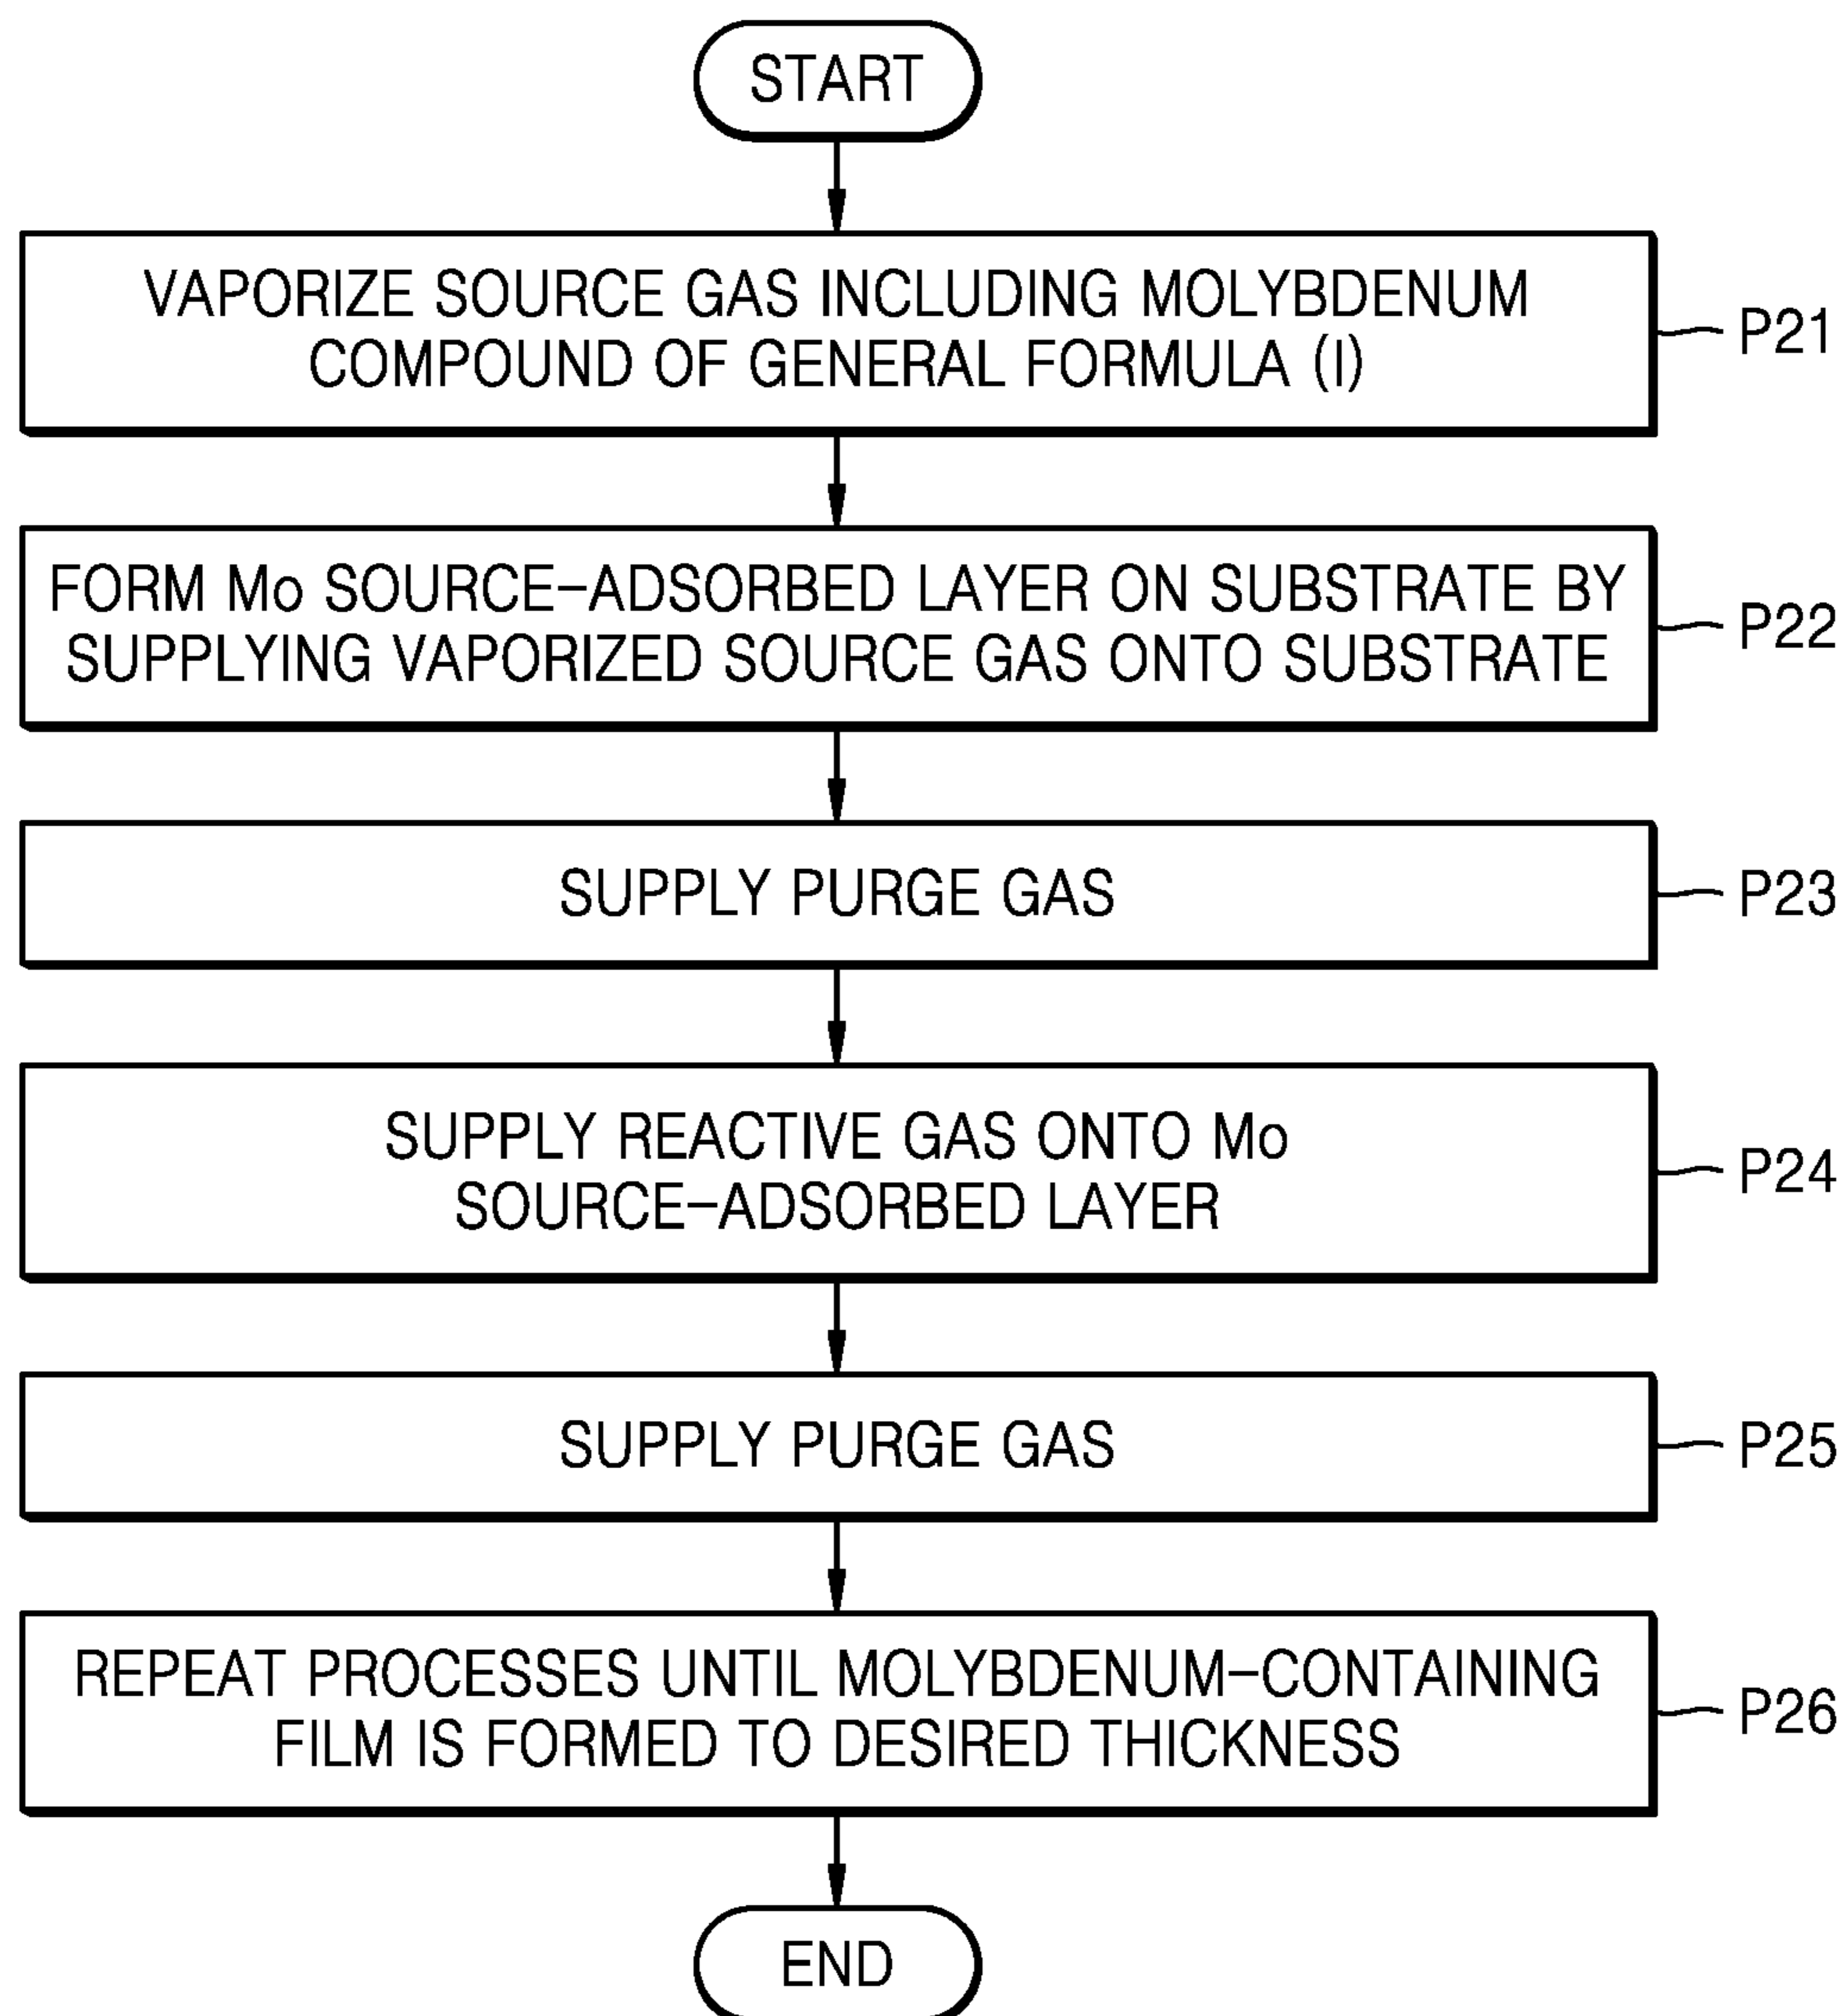 START
VAPORIZE SOURCE GAS INCLUDING MOLYBDENUM
COMPOUND OF GENERAL FORMULA (I)
P21
FORM Mo SOURCE-ADSORBED LAYER ON SUBSTRATE BY
SUPPLYING VAPORIZED SOURCE GAS ONTO SUBSTRATE
P22
SUPPLY PURGE GAS
P23
SUPPLY REACTIVE GAS ONTO Mo
SOURCE-ADSORBED LAYER
P24
SUPPLY PURGE GAS
P25
REPEAT PROCESSES UNTIL MOLYBDENUM-CONTAINING
FILM IS FORMED TO DESIRED THICKNESS
P26
END